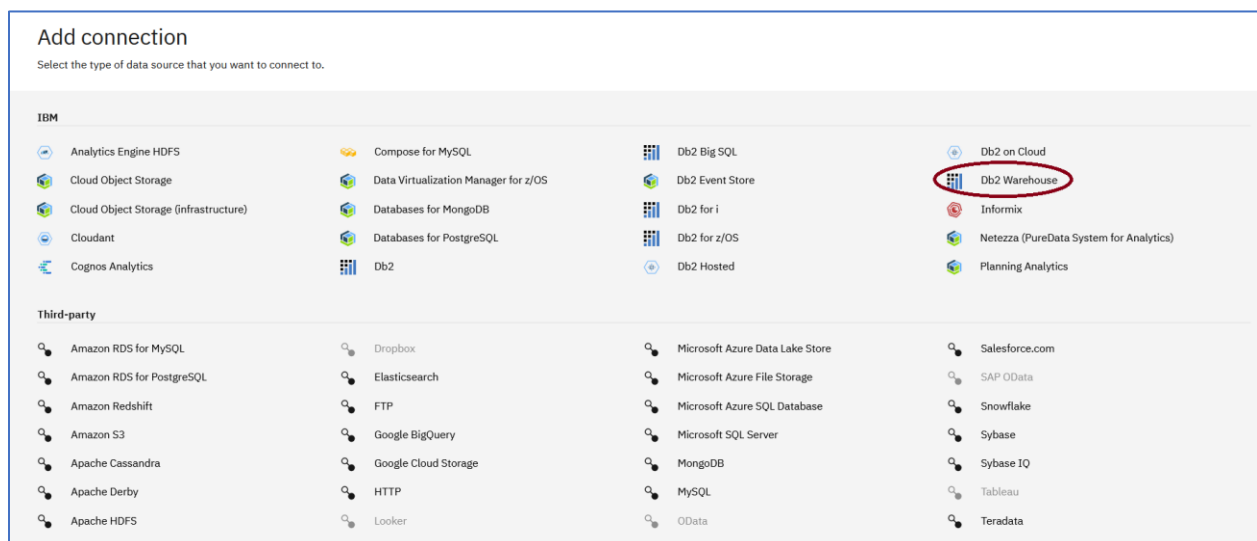 Add connection
Select the type of data source that you want to connect to.
IBM
Analytics Engine HDFS
Cloud Object Storage
Cloud Object Storage (infrastructure)
Cloudant
Cognos Analytics
Compose for MySQL
Data Virtualization Manager for z/OS
Databases for MongoDB
Databases for PostgreSQL
Db2
Db2 Big SQL
Db2 Event Store
Db2 for i
Db2 for z/OS
Db2 Hosted
Db2 on Cloud
Db2 Warehouse
Informix
Netezza (PureData System for Analytics)
Planning Analytics
Third-party
Amazon RDS for MySQL
Amazon RDS for PostgreSQL
Amazon Redshift
Amazon S3
Apache Cassandra
Apache Derby
Apache HDFS
Dropbox
Elasticsearch
FTP
Google BigQuery
Google Cloud Storage
HTTP
Looker
Microsoft Azure Data Lake Store
Microsoft Azure File Storage
Microsoft Azure SQL Database
Microsoft SQL Server
MongoDB
MySQL
OData
Salesforce.com
SAP OData
Snowflake
Sybase
Sybase IQ
Tableau
Teradata